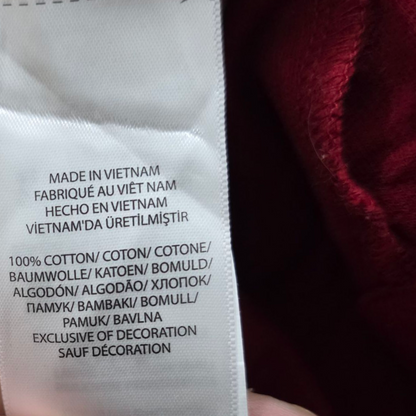 MADE IN VIETNAM
FABRIQUÉ AU VIÊT NAM
HECHO EN VIETNAM
VİETNAM'DA ÜRETİLMİŞTİR
100% COTTON/ COTON/ COTONE/
BAUMWOLLE/ KATOEN/ BOMULD/
ALGODÓN/ ALGODÃO/ ХЛОПОК/
ПАМУК/ BAMBAKI/ BOMULL/
PAMUK/ BAVLNA
EXCLUSIVE OF DECORATION
SAUF DÉCORATION